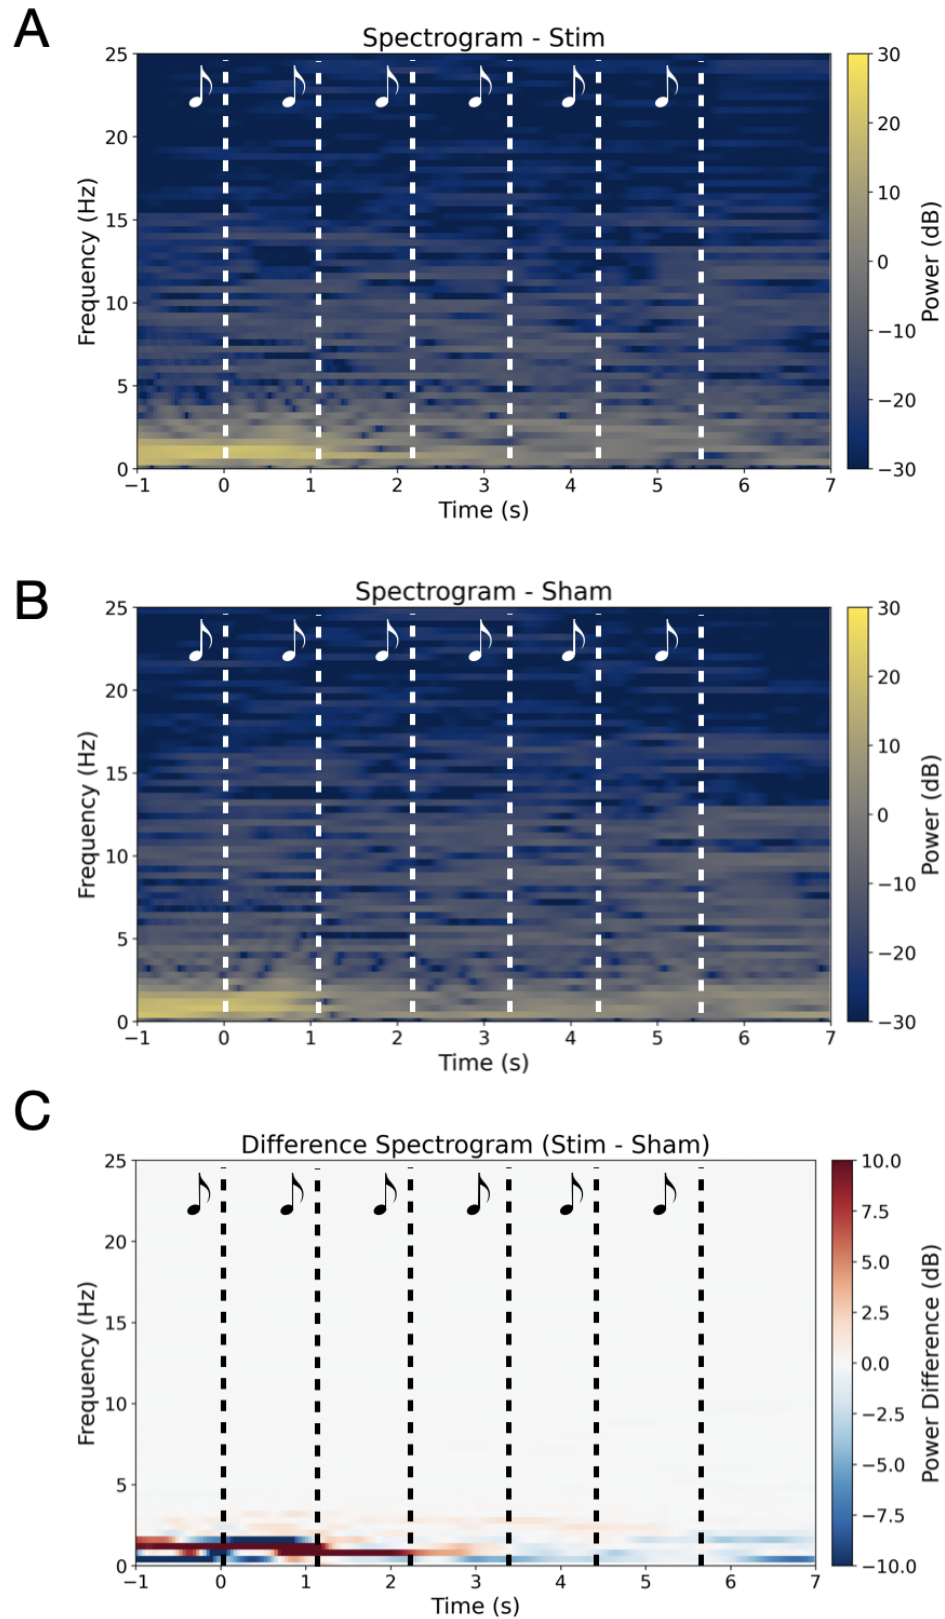 A
Spectrogram - Stim
25
20
15
10
5
0
Frequency (Hz)
−1 0 1 2 3 4 5 6 7
Time (s)
30
20
10
0
−10
−20
−30
Power (dB)
B
Spectrogram - Sham
25
20
15
10
5
0
Frequency (Hz)
−1 0 1 2 3 4 5 6 7
Time (s)
30
20
10
0
−10
−20
−30
Power (dB)
C
Difference Spectrogram (Stim - Sham)
25
20
15
10
5
0
Frequency (Hz)
−1 0 1 2 3 4 5 6 7
Time (s)
10.0
7.5
5.0
2.5
0.0
−2.5
−5.0
−7.5
−10.0
Power Difference (dB)